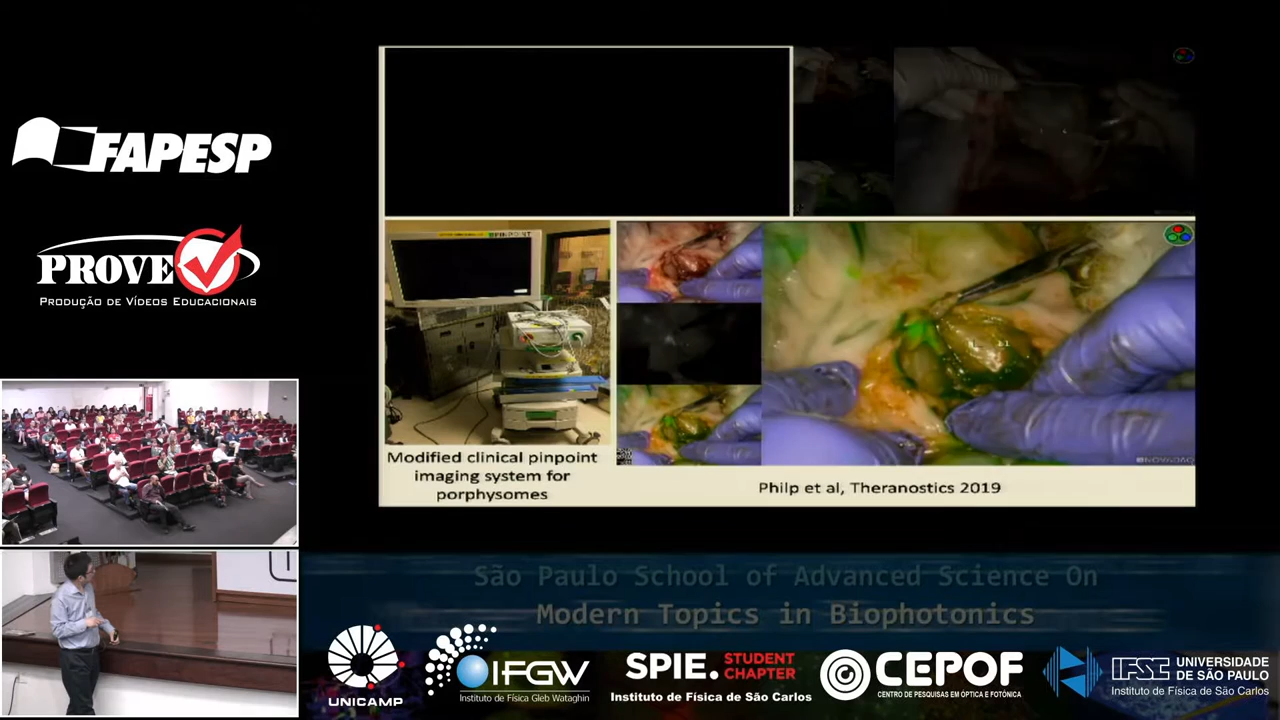 FAPESP
PROVE
PRODUÇÃO DE VÍDEOS EDUCACIONAIS
PINPOINT
Modified clinical pinpoint
imaging system for
porphysomes
NOVADAQ
Philp et al, Theranostics 2019
São Paulo School of Advanced Science On
Modern Topics in Biophotonics
UNICAMP
IFGW
Instituto de Física Gleb Wataghin
SPIE. STUDENT
CHAPTER
Instituto de Física de São Carlos
CEPOF
CENTRO DE PESQUISAS EM ÓPTICA E FOTÔNICA
IFSC
UNIVERSIDADE
DE SÃO PAULO
Instituto de Física de São Carlos